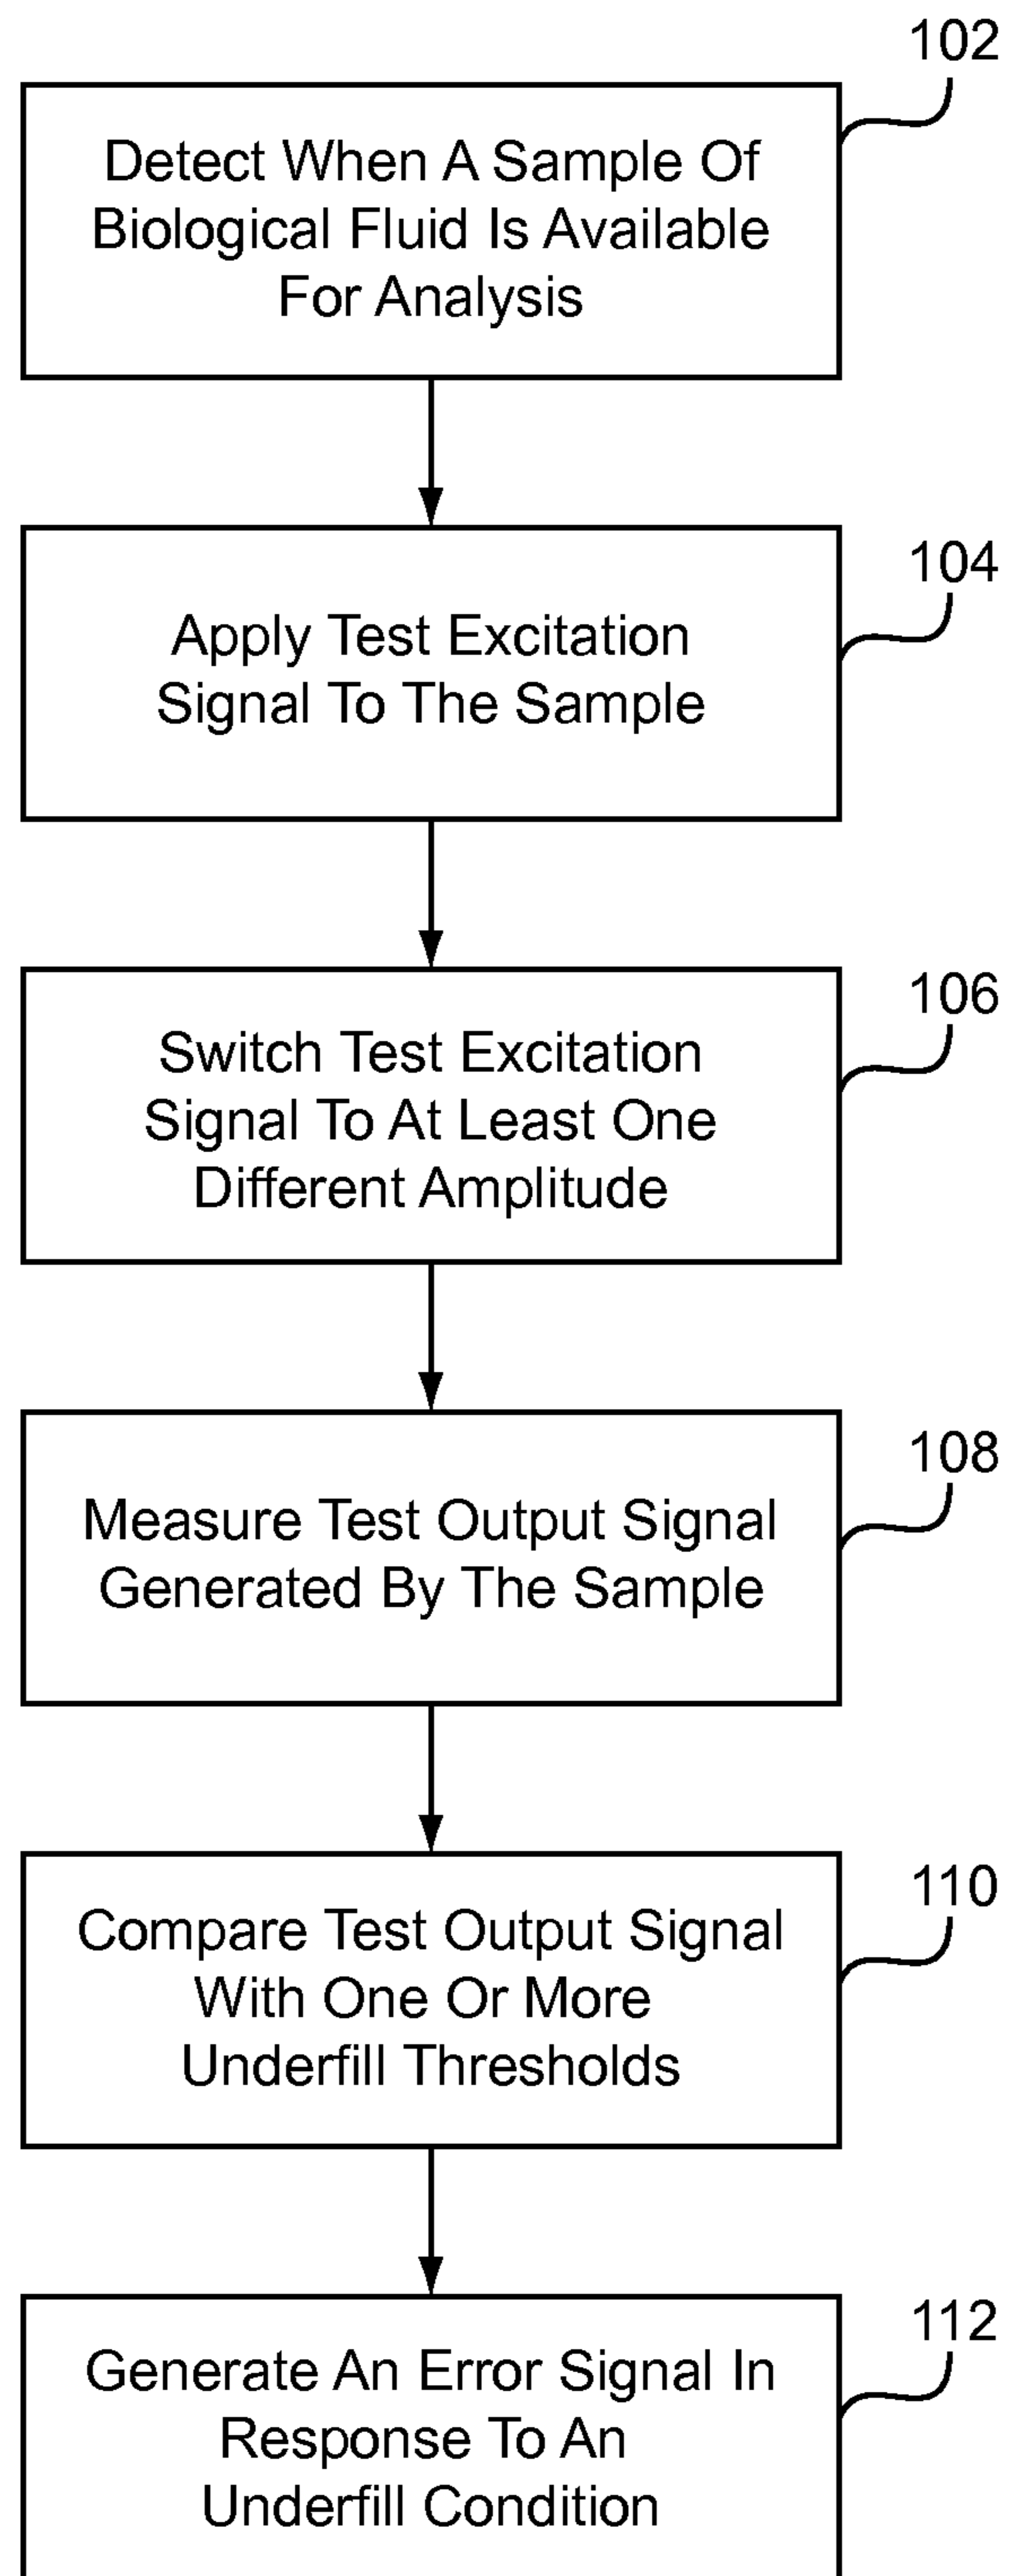 102
Detect When A Sample Of
Biological Fluid Is Available
For Analysis
104
Apply Test Excitation
Signal To The Sample
106
Switch Test Excitation
Signal To At Least One
Different Amplitude
108
Measure Test Output Signal
Generated By The Sample
110
Compare Test Output Signal
With One Or More
Underfill Thresholds
112
Generate An Error Signal In
Response To An
Underfill Condition